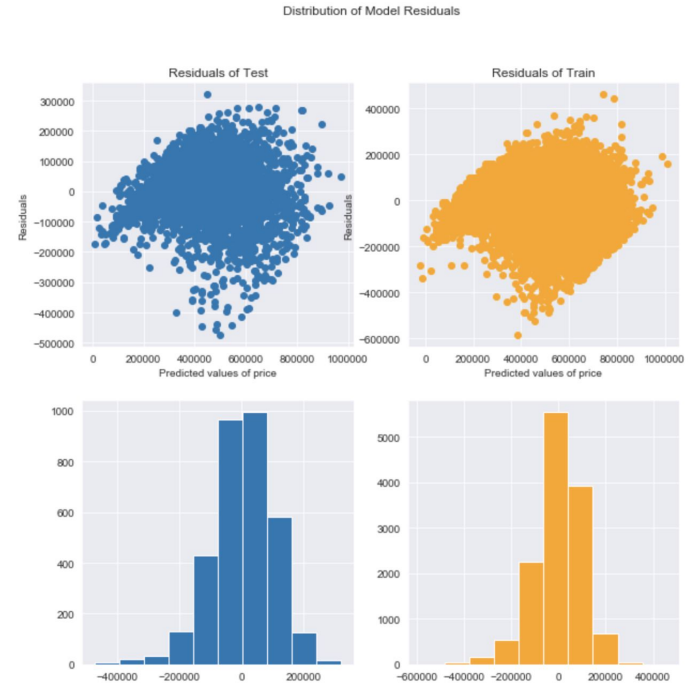 Distribution of Model Residuals
Residuals of Test
300000
200000
100000
0
−100000
−200000
−300000
−400000
−500000
Residuals
0 200000 400000 600000 800000 1000000
Predicted values of price
Residuals of Train
400000
200000
0
−200000
−400000
−600000
Residuals
0 200000 400000 600000 800000 1000000
Predicted values of price
1000
800
600
400
200
0
−400000 −200000 0 200000
5000
4000
3000
2000
1000
0
−600000 −400000 −200000 0 200000 400000